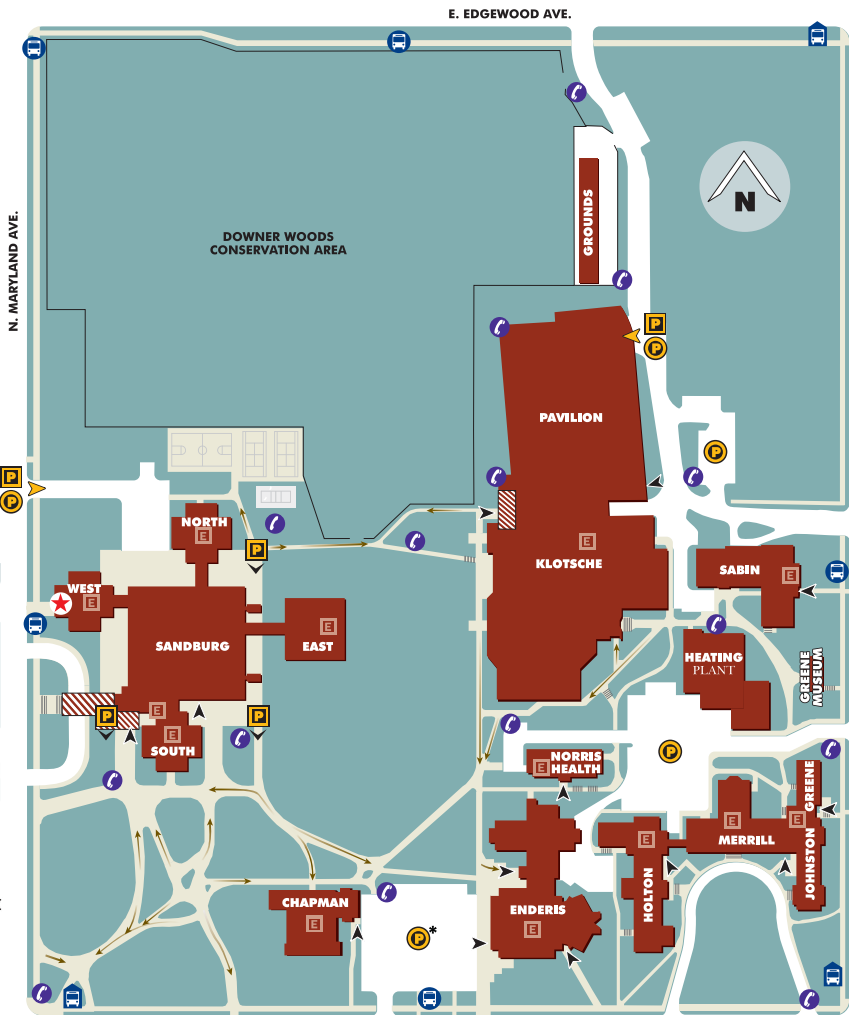 E. EDGEWOOD AVE.
N. MARYLAND AVE.
N
GROUNDS
DOWNER WOODS
CONSERVATION AREA
P
P
PAVILION
P
P
P
NORTH
E
P
E
KLOTSCHE
SABIN
E
WEST
E
SANDBURG
E
EAST
HEATING
PLANT
GREENE
MUSEUM
P
E
E
SOUTH
P
P
E
NORRIS
HEALTH
GREENE
E
E
E
MERRILL
JOHNSTON
HOLTON
CHAPMAN
E
ENDERIS
E
P*